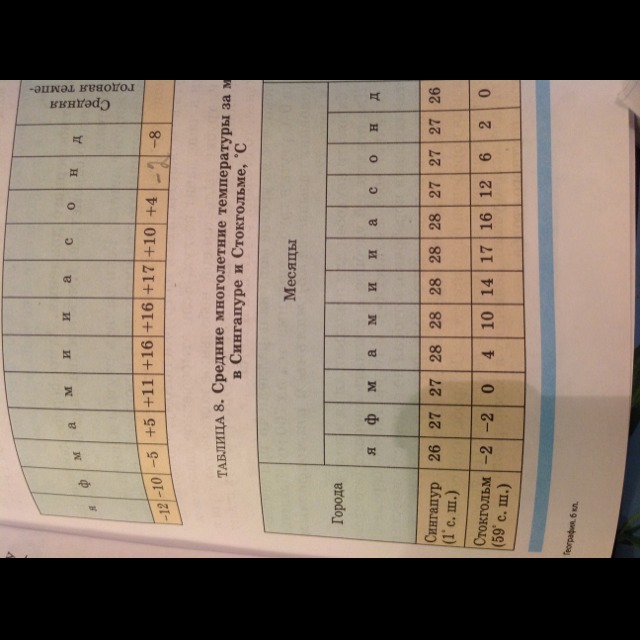 я ф м а м и и а с о н д Средняя
годовая темпе-
-12 -10 -5 +5 +11 +16 +16 +17 +10 +4 -2 -8
ТАБЛИЦА 8. Средние многолетние температуры за м
в Сингапуре и Стокгольме, °С
Города
Месяцы
я ф м а м и и а с о н д
Сингапур 26 27 27 28 28 28 28 28 27 27 27 26
(1° с. ш.)
Стокгольм -2 -2 0 4 10 14 17 16 12 6 2 0
(59° с. ш.)
География, 6 кл.